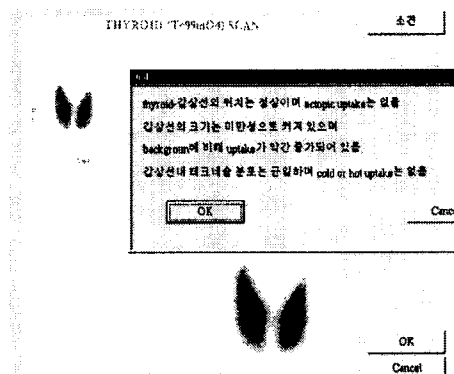 THYROID (Tc-99mO4) SCAN
소견
thyroid-갑상선의 위치는 정상이며 ectopic uptake는 없음
갑상선의 크기는 미만성으로 커져 있으며
backgroun에 비해 uptake가 약간 증가되어 있음
갑상선내 테크네슘 분포는 균일하며 cold or hot uptake는 없음
OK
Cance
OK
Cancel